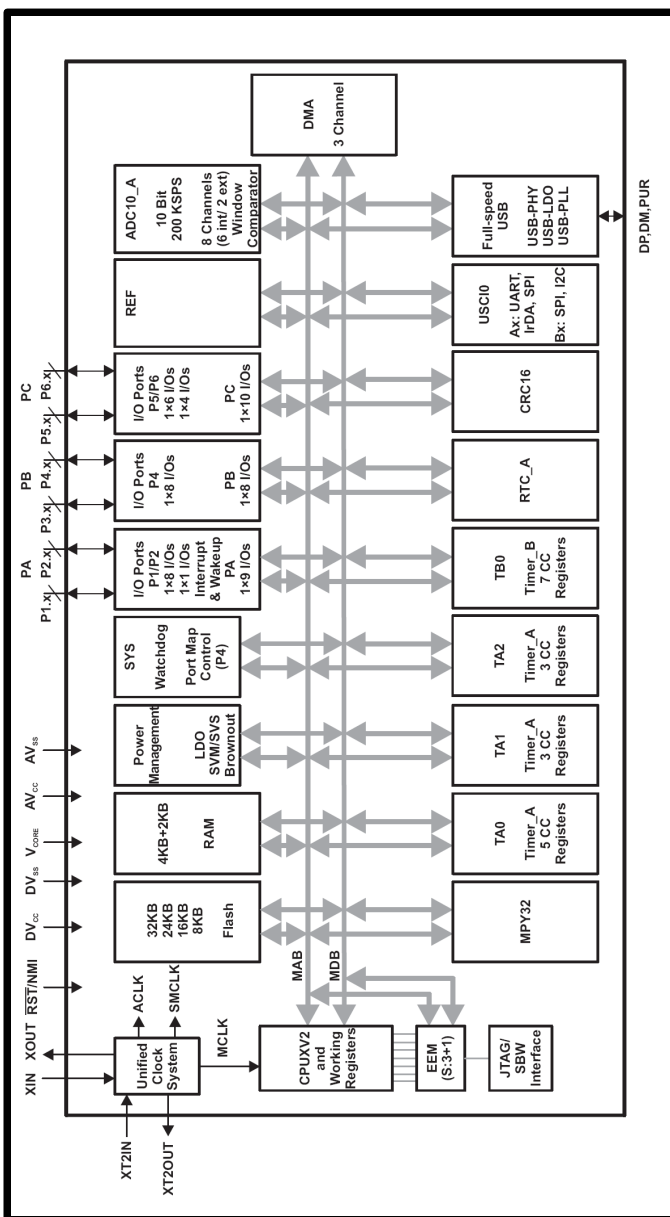 XIN
XOUT
RST/NMI
DVCC
DVSS
VCORE
AVCC
AVSS
PA
P1.x
P2.x
PB
P3.x
P4.x
PC
P5.x
P6.x
XT2IN
XT2OUT
Unified
Clock
System
ACLK
SMCLK
MCLK
32KB
24KB
16KB
8KB
Flash
4KB+2KB
RAM
Power
Management
LDO
SVM/SVS
Brownout
SYS
Watchdog
Port Map
Control
(P4)
I/O Ports
P1/P2
1×8 I/Os
1×1 I/Os
Interrupt
& Wakeup
PA
1×9 I/Os
I/O Ports
P4
1×8 I/Os
PB
1×8 I/Os
I/O Ports
P5/P6
1×6 I/Os
1×4 I/Os
PC
1×10 I/Os
REF
ADC10_A
10 Bit
200 KSPS
8 Channels
(6 int/ 2 ext)
Window
Comparator
DMA
3 Channel
CPUXV2
and
Working
Registers
MAB
MDB
EEM
(S:3+1)
JTAG/
SBW
Interface
MPY32
TA0
Timer_A
5 CC
Registers
TA1
Timer_A
3 CC
Registers
TA2
Timer_A
3 CC
Registers
TB0
Timer_B
7 CC
Registers
RTC_A
CRC16
USCI0
Ax: UART,
IrDA, SPI
Bx: SPI, I2C
Full-speed
USB
USB-PHY
USB-LDO
USB-PLL
DP,DM,PUR